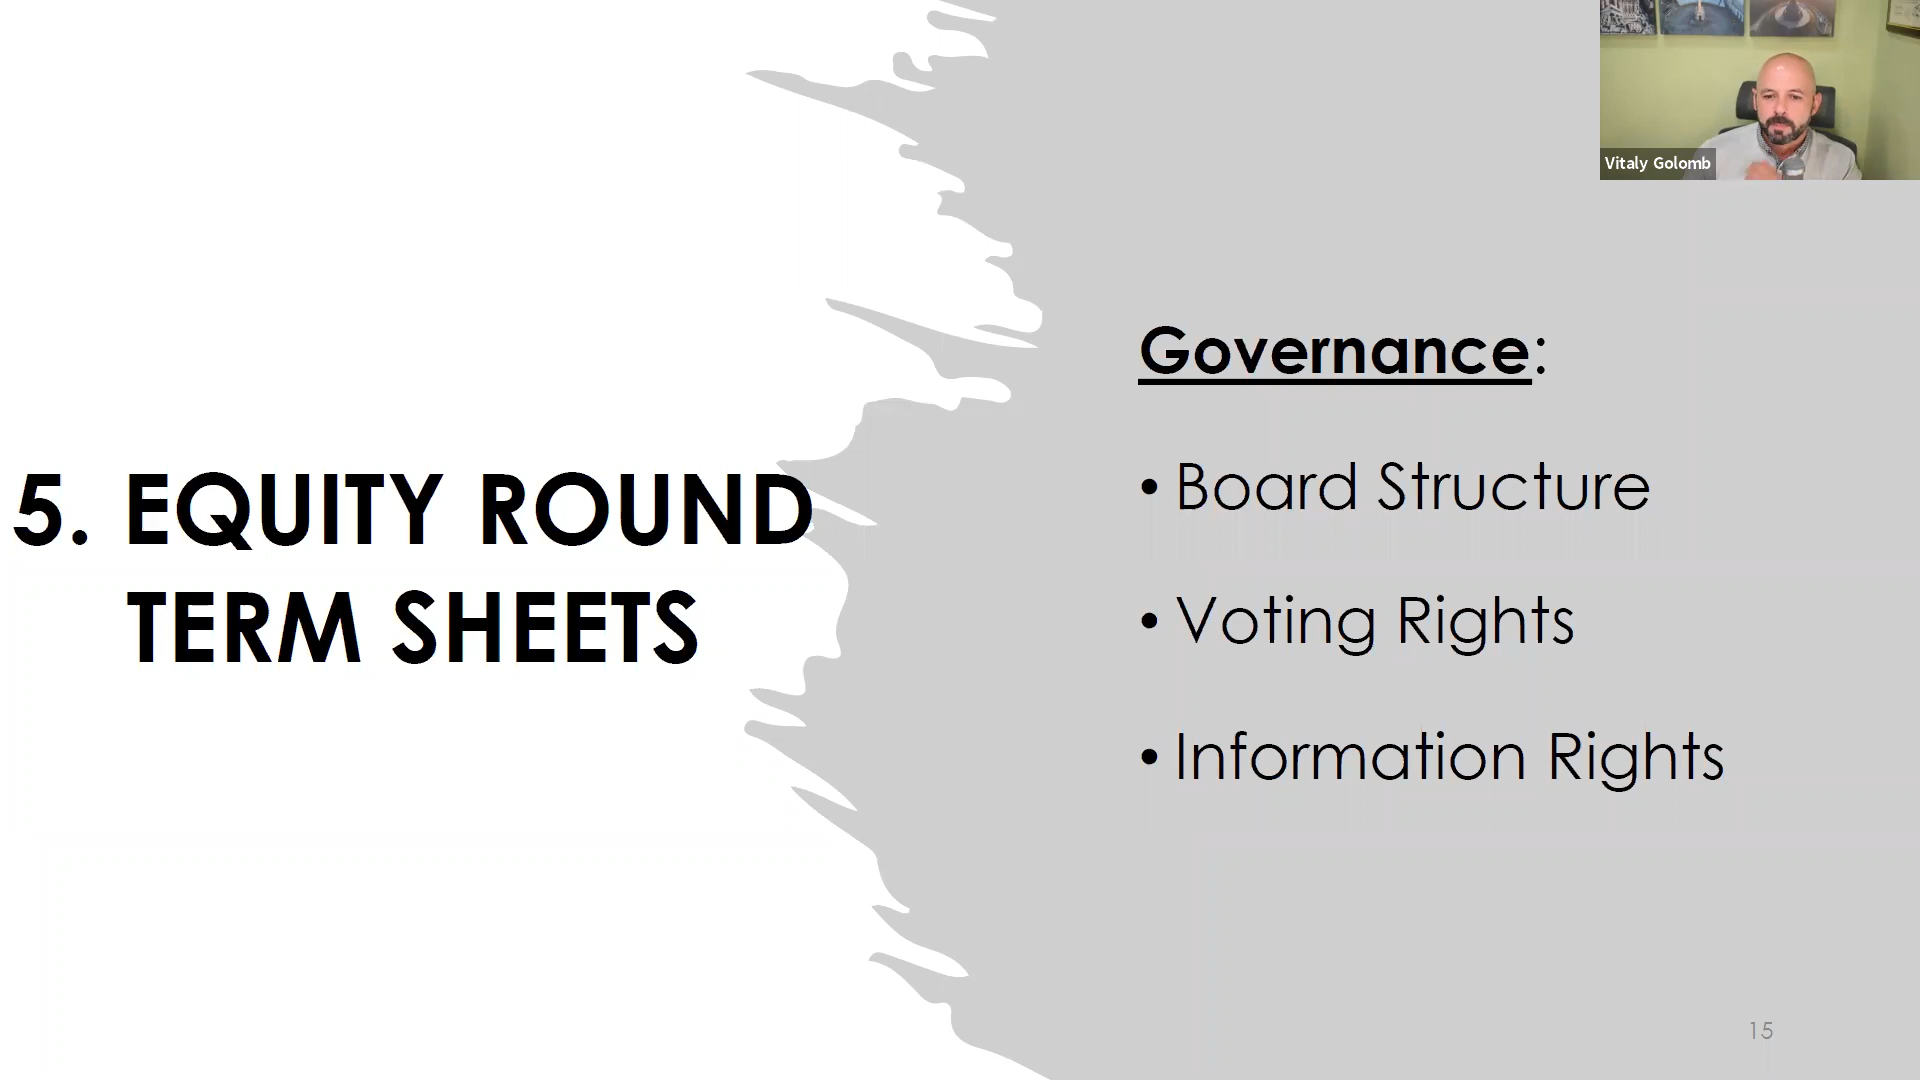 Vitaly Golomb
5. EQUITY ROUND
TERM SHEETS
Governance:
• Board Structure
• Voting Rights
• Information Rights
15